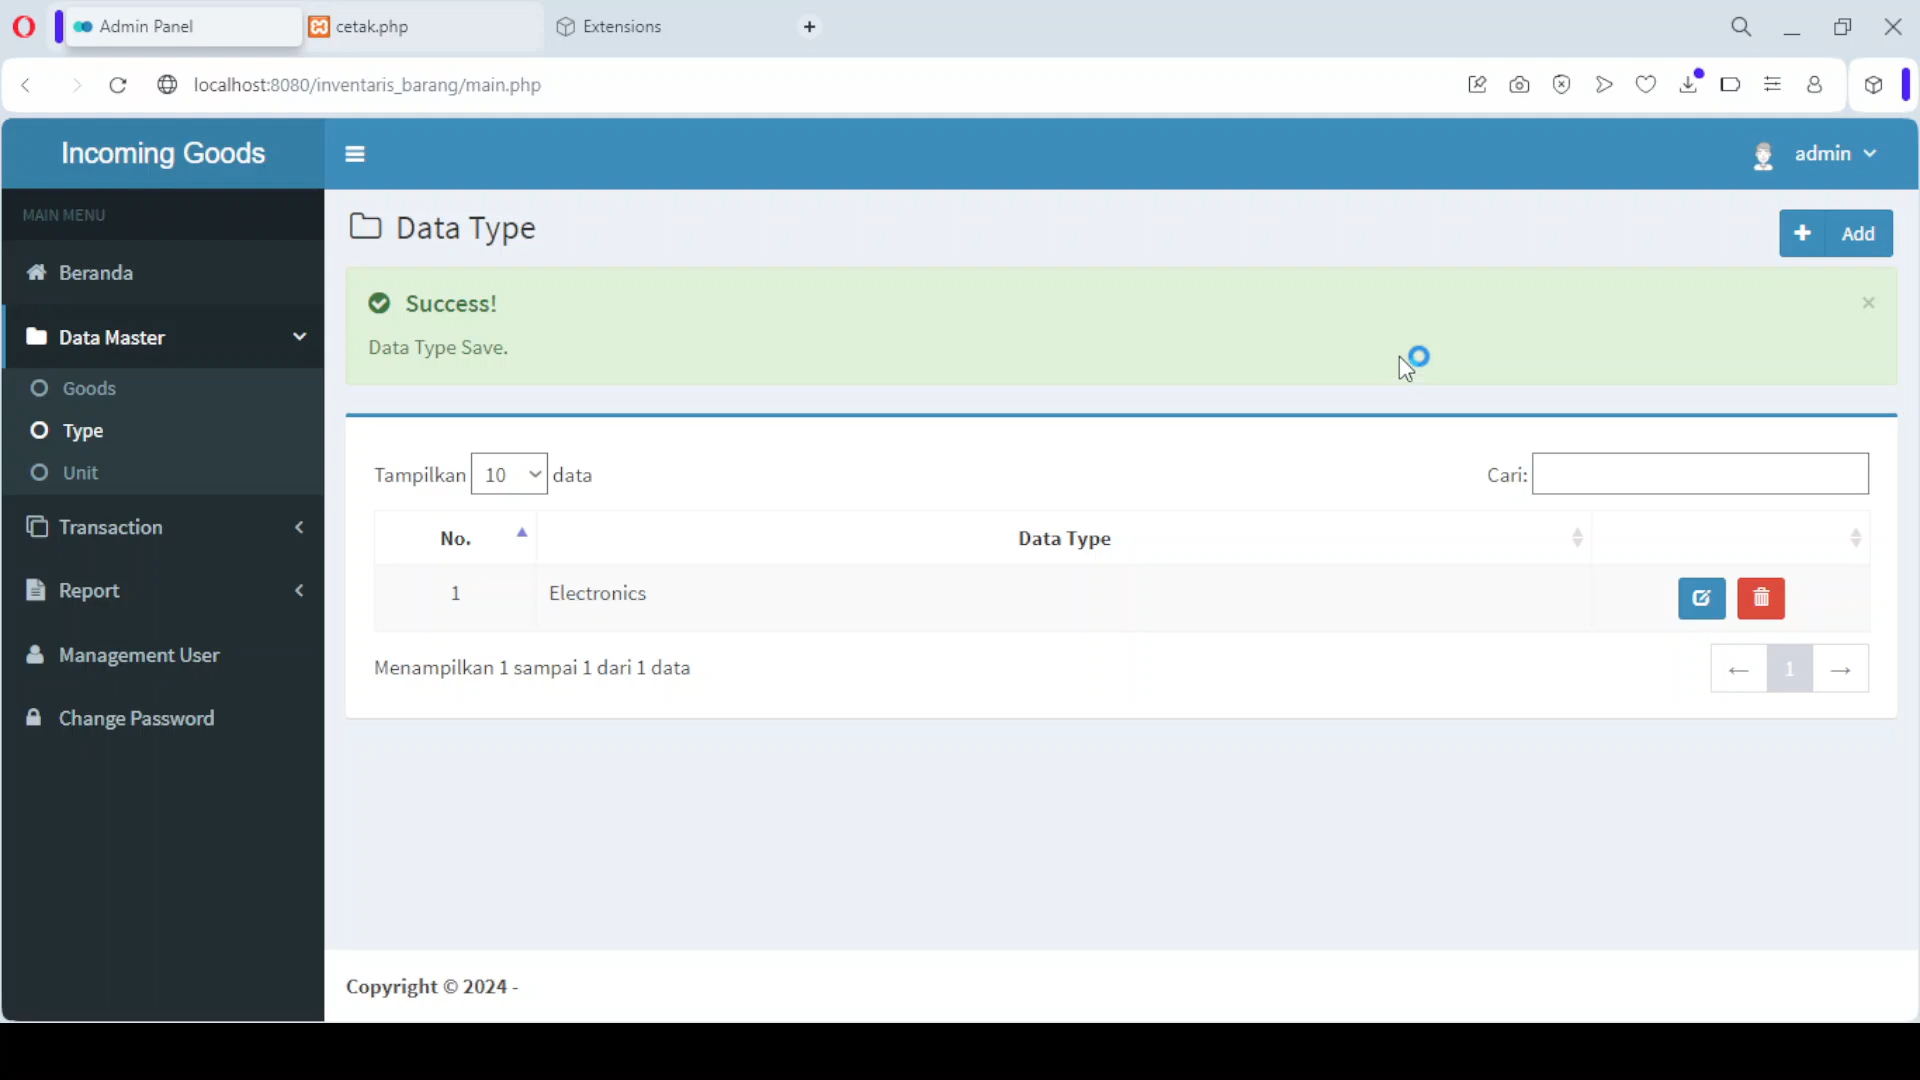 Admin Panel
cetak.php
Extensions
localhost:8080/inventaris_barang/main.php
Incoming Goods
admin
MAIN MENU
Beranda
Data Master
Goods
Type
Unit
Transaction
Report
Management User
Change Password
Data Type
Add
Success!
Data Type Save.
Tampilkan 10 data
Cari:
No. Data Type
1 Electronics
Menampilkan 1 sampai 1 dari 1 data
← 1 →
Copyright © 2024 -